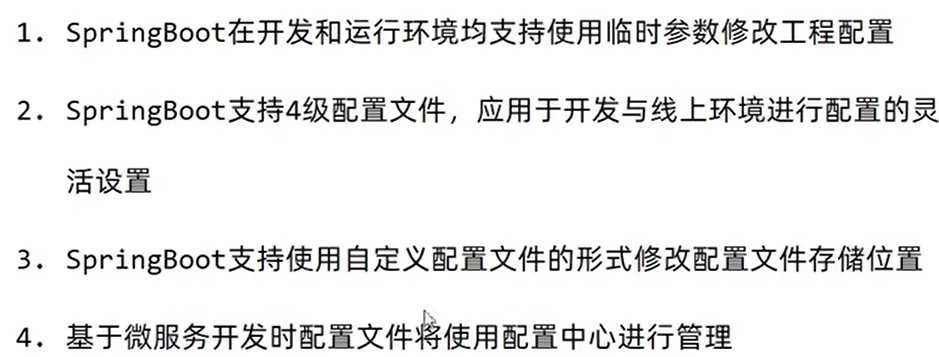 1. SpringBoot在开发和运行环境均支持使用临时参数修改工程配置
2. SpringBoot支持4级配置文件，应用于开发与线上环境进行配置的灵
活设置
3. SpringBoot支持使用自定义配置文件的形式修改配置文件存储位置
4. 基于微服务开发时配置文件将使用配置中心进行管理